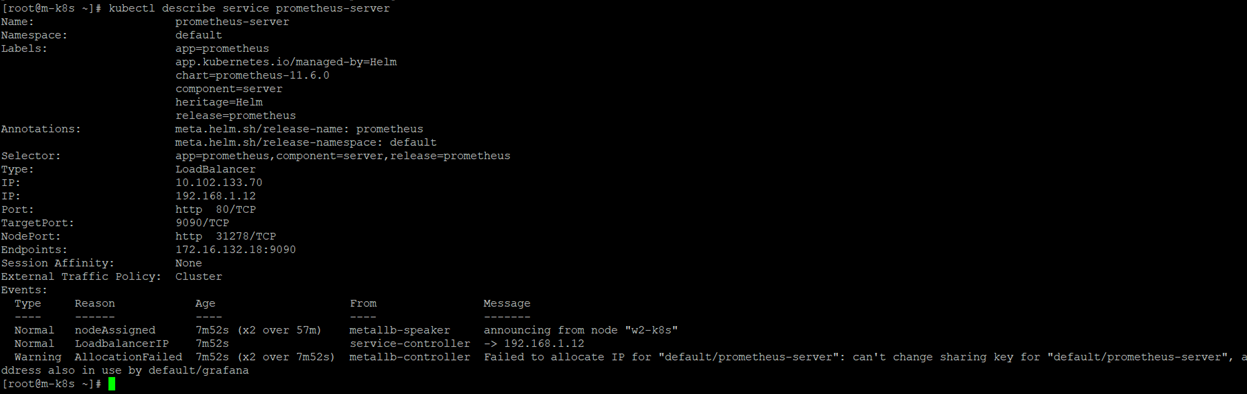 [root@m-k8s ~]# kubectl describe service prometheus-server
Name:                     prometheus-server
Namespace:                default
Labels:                   app=prometheus
                          app.kubernetes.io/managed-by=Helm
                          chart=prometheus-11.6.0
                          component=server
                          heritage=Helm
                          release=prometheus
Annotations:              meta.helm.sh/release-name: prometheus
                          meta.helm.sh/release-namespace: default
Selector:                 app=prometheus,component=server,release=prometheus
Type:                     LoadBalancer
IP:                       10.102.133.70
IP:                       192.168.1.12
Port:                     http  80/TCP
TargetPort:               9090/TCP
NodePort:                 http  31278/TCP
Endpoints:                172.16.132.18:9090
Session Affinity:         None
External Traffic Policy:  Cluster
Events:
  Type     Reason            Age                    From                Message
  ----     ------            ----                   ----                -------
  Normal   nodeAssigned      7m52s (x2 over 57m)    metallb-speaker     announcing from node "w2-k8s"
  Normal   LoadbalancerIP    7m52s                  service-controller  -> 192.168.1.12
  Warning  AllocationFailed  7m52s (x2 over 7m52s)  metallb-controller  Failed to allocate IP for "default/prometheus-server": can't change sharing key for "default/prometheus-server", a
ddress also in use by default/grafana
[root@m-k8s ~]#